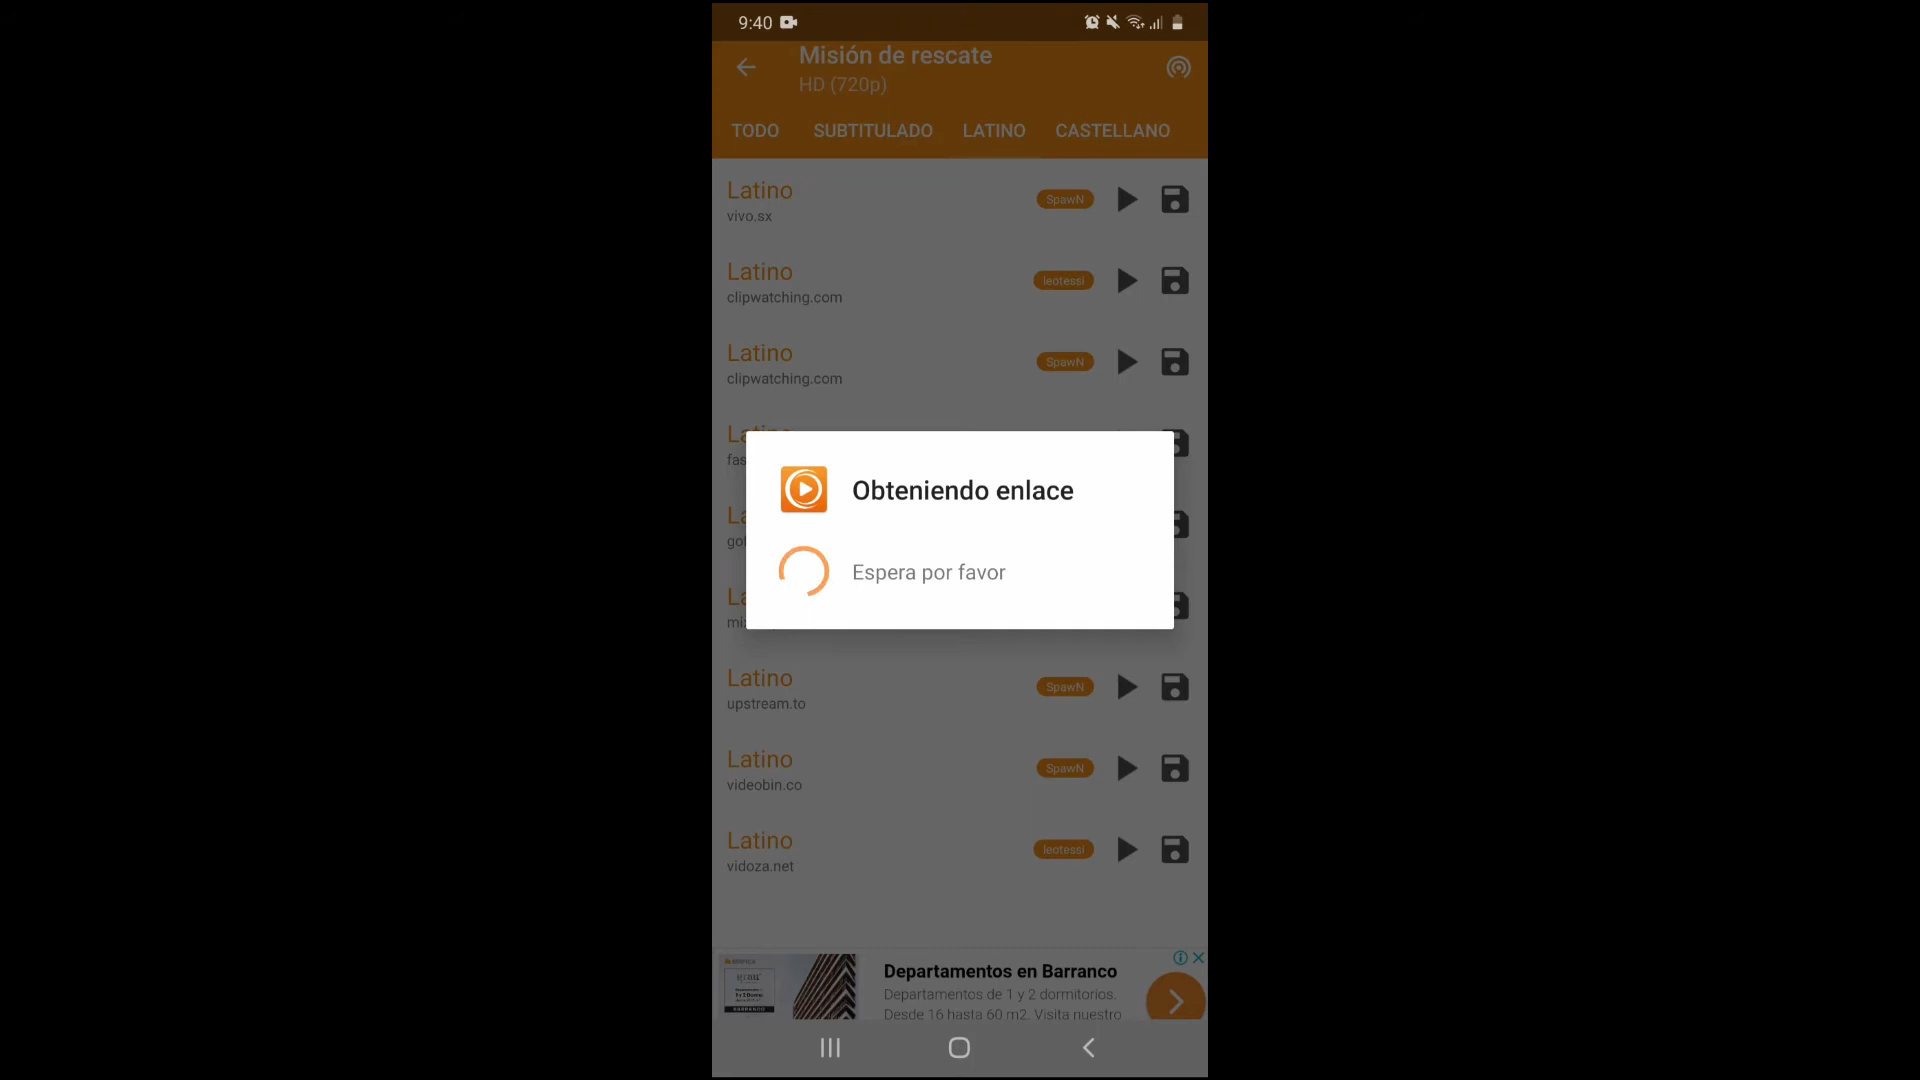 9:40
Misión de rescate
HD (720p)
TODO SUBTITULADO LATINO CASTELLANO
Latino
vivo.sx
SpawN
Latino
clipwatching.com
leotessi
Latino
clipwatching.com
SpawN
Obteniendo enlace
Espera por favor
Latino
upstream.to
SpawN
Latino
videobin.co
SpawN
Latino
vidoza.net
leotessi
Departamentos en Barranco
Departamentos de 1 y 2 dormitorios.
Desde 16 hasta 60 m2. Visita nuestro